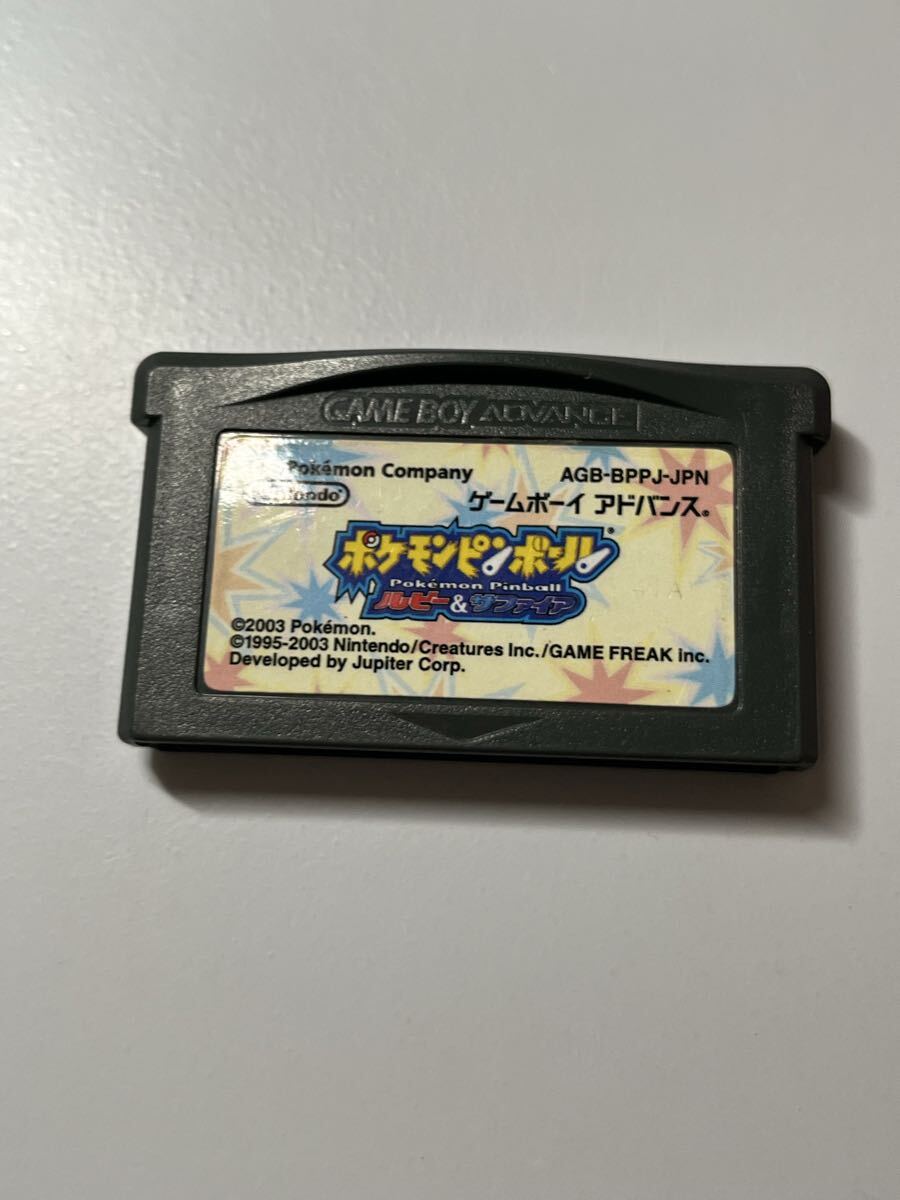 GAME BOY ADVANCE
Pokémon Company
AGB-BPPJ-JPN
Nintendo
ゲームボーイ アドバンス®
ポケモンピンボール®
Pokémon Pinball
ルビー&サファイア
©2003 Pokémon.
©1995-2003 Nintendo/Creatures Inc./GAME FREAK inc.
Developed by Jupiter Corp.